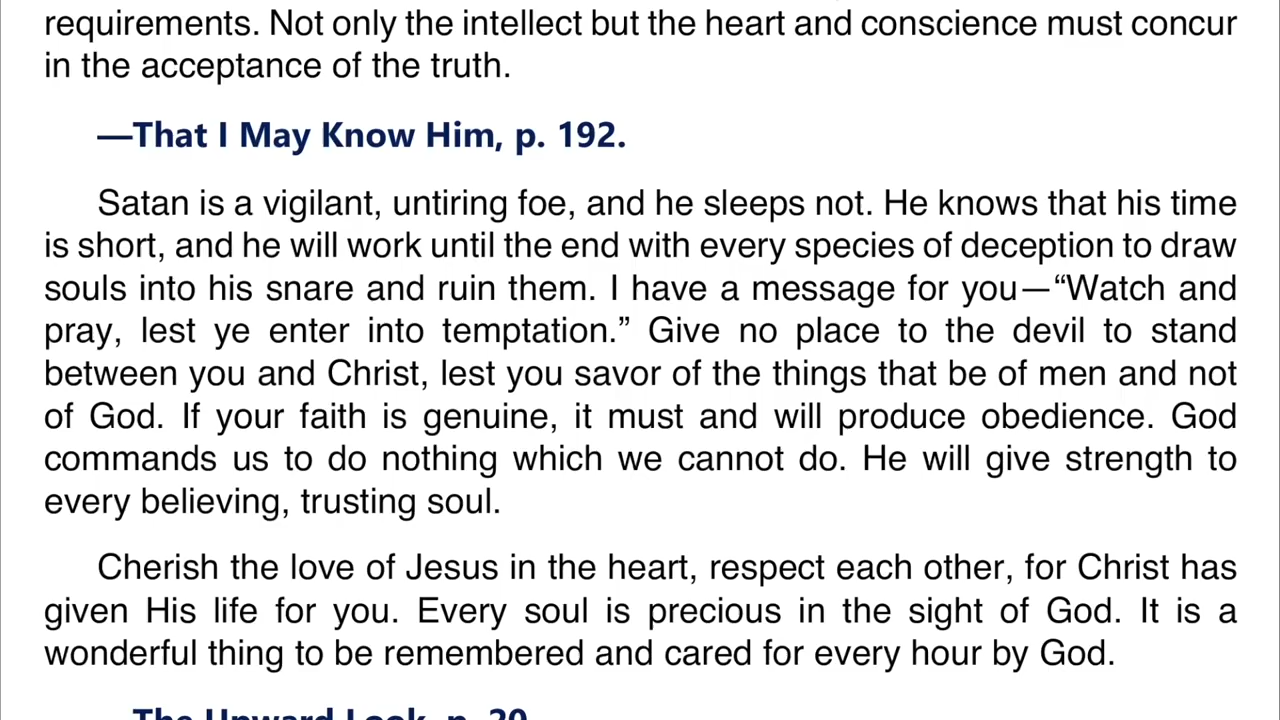 requirements. Not only the intellect but the heart and conscience must concur
in the acceptance of the truth.
—That I May Know Him, p. 192.
Satan is a vigilant, untiring foe, and he sleeps not. He knows that his time
is short, and he will work until the end with every species of deception to draw
souls into his snare and ruin them. I have a message for you—“Watch and
pray, lest ye enter into temptation.” Give no place to the devil to stand
between you and Christ, lest you savor of the things that be of men and not
of God. If your faith is genuine, it must and will produce obedience. God
commands us to do nothing which we cannot do. He will give strength to
every believing, trusting soul.
Cherish the love of Jesus in the heart, respect each other, for Christ has
given His life for you. Every soul is precious in the sight of God. It is a
wonderful thing to be remembered and cared for every hour by God.
The Upward Look, p. 20